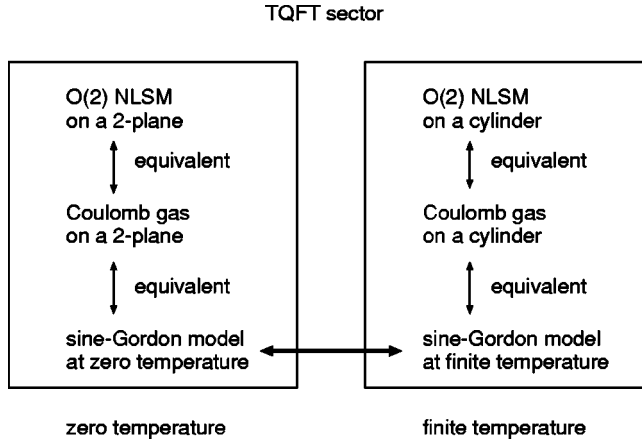 TQFT sector
O(2) NLSM
on a 2-plane
equivalent
Coulomb gas
on a 2-plane
equivalent
sine-Gordon model
at zero temperature
zero temperature
O(2) NLSM
on a cylinder
equivalent
Coulomb gas
on a cylinder
equivalent
sine-Gordon model
at finite temperature
finite temperature